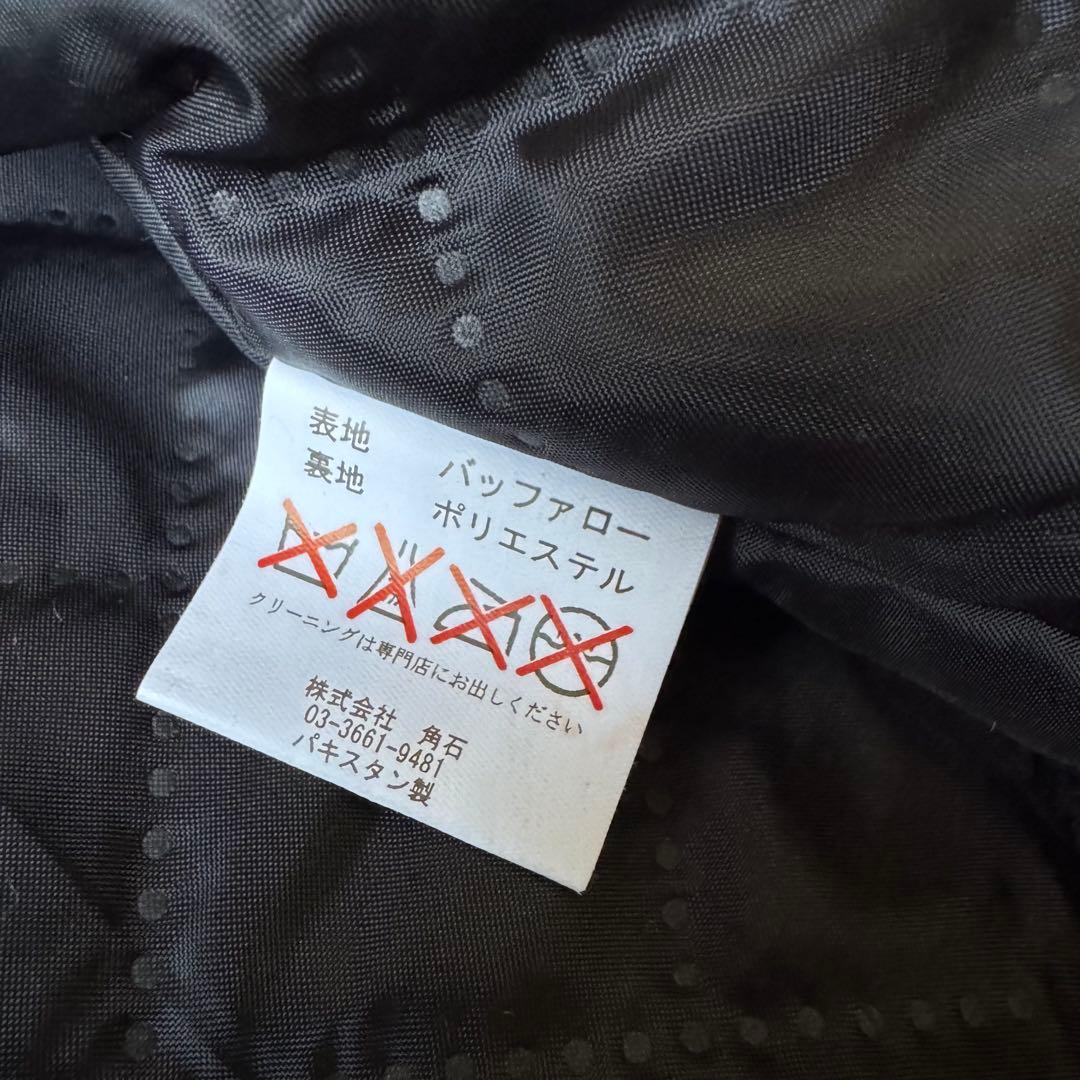 表地 バッファロー
裏地 ポリエステル
クリーニングは専門店にお出しください
株式会社 角石
03-3661-9481
パキスタン製